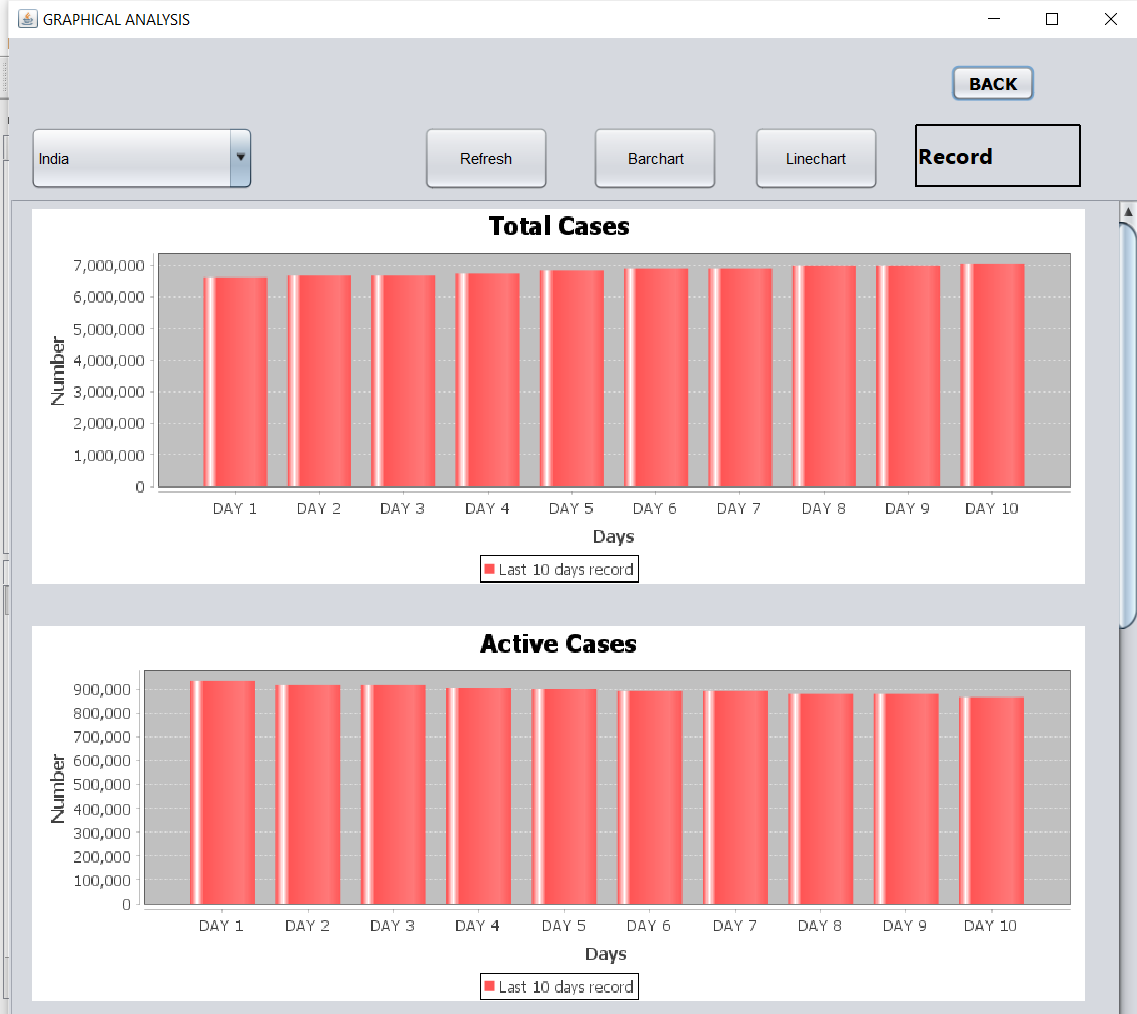 GRAPHICAL ANALYSIS
BACK
India
Refresh
Barchart
Linechart
Record
Total Cases
Number
7,000,000
6,000,000
5,000,000
4,000,000
3,000,000
2,000,000
1,000,000
0
DAY 1 DAY 2 DAY 3 DAY 4 DAY 5 DAY 6 DAY 7 DAY 8 DAY 9 DAY 10
Days
Last 10 days record
Active Cases
Number
900,000
800,000
700,000
600,000
500,000
400,000
300,000
200,000
100,000
0
DAY 1 DAY 2 DAY 3 DAY 4 DAY 5 DAY 6 DAY 7 DAY 8 DAY 9 DAY 10
Days
Last 10 days record